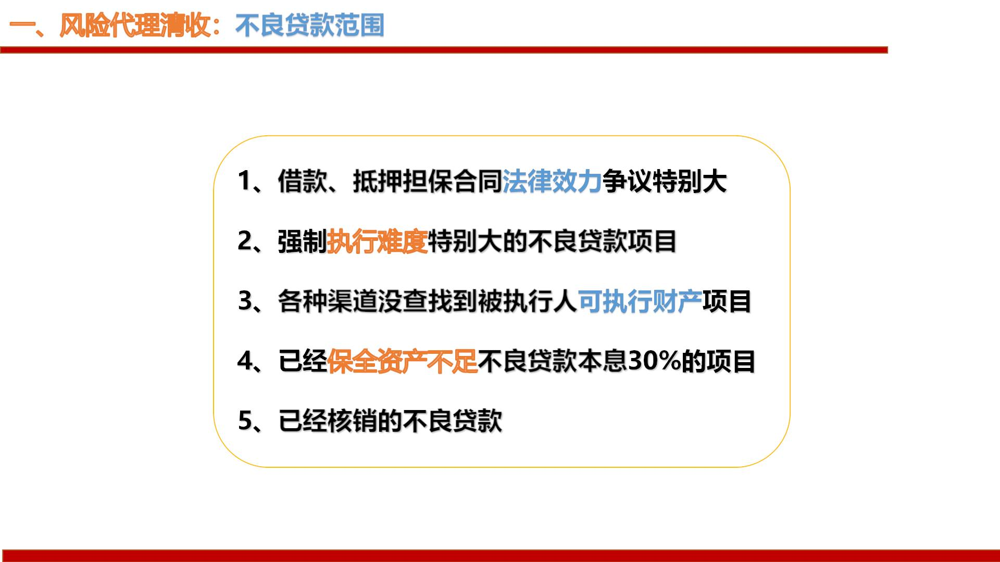 一、风险代理清收：不良贷款范围
1、借款、抵押担保合同法律效力争议特别大
2、强制执行难度特别大的不良贷款项目
3、各种渠道没查找到被执行人可执行财产项目
4、已经保全资产不足不良贷款本息30%的项目
5、已经核销的不良贷款